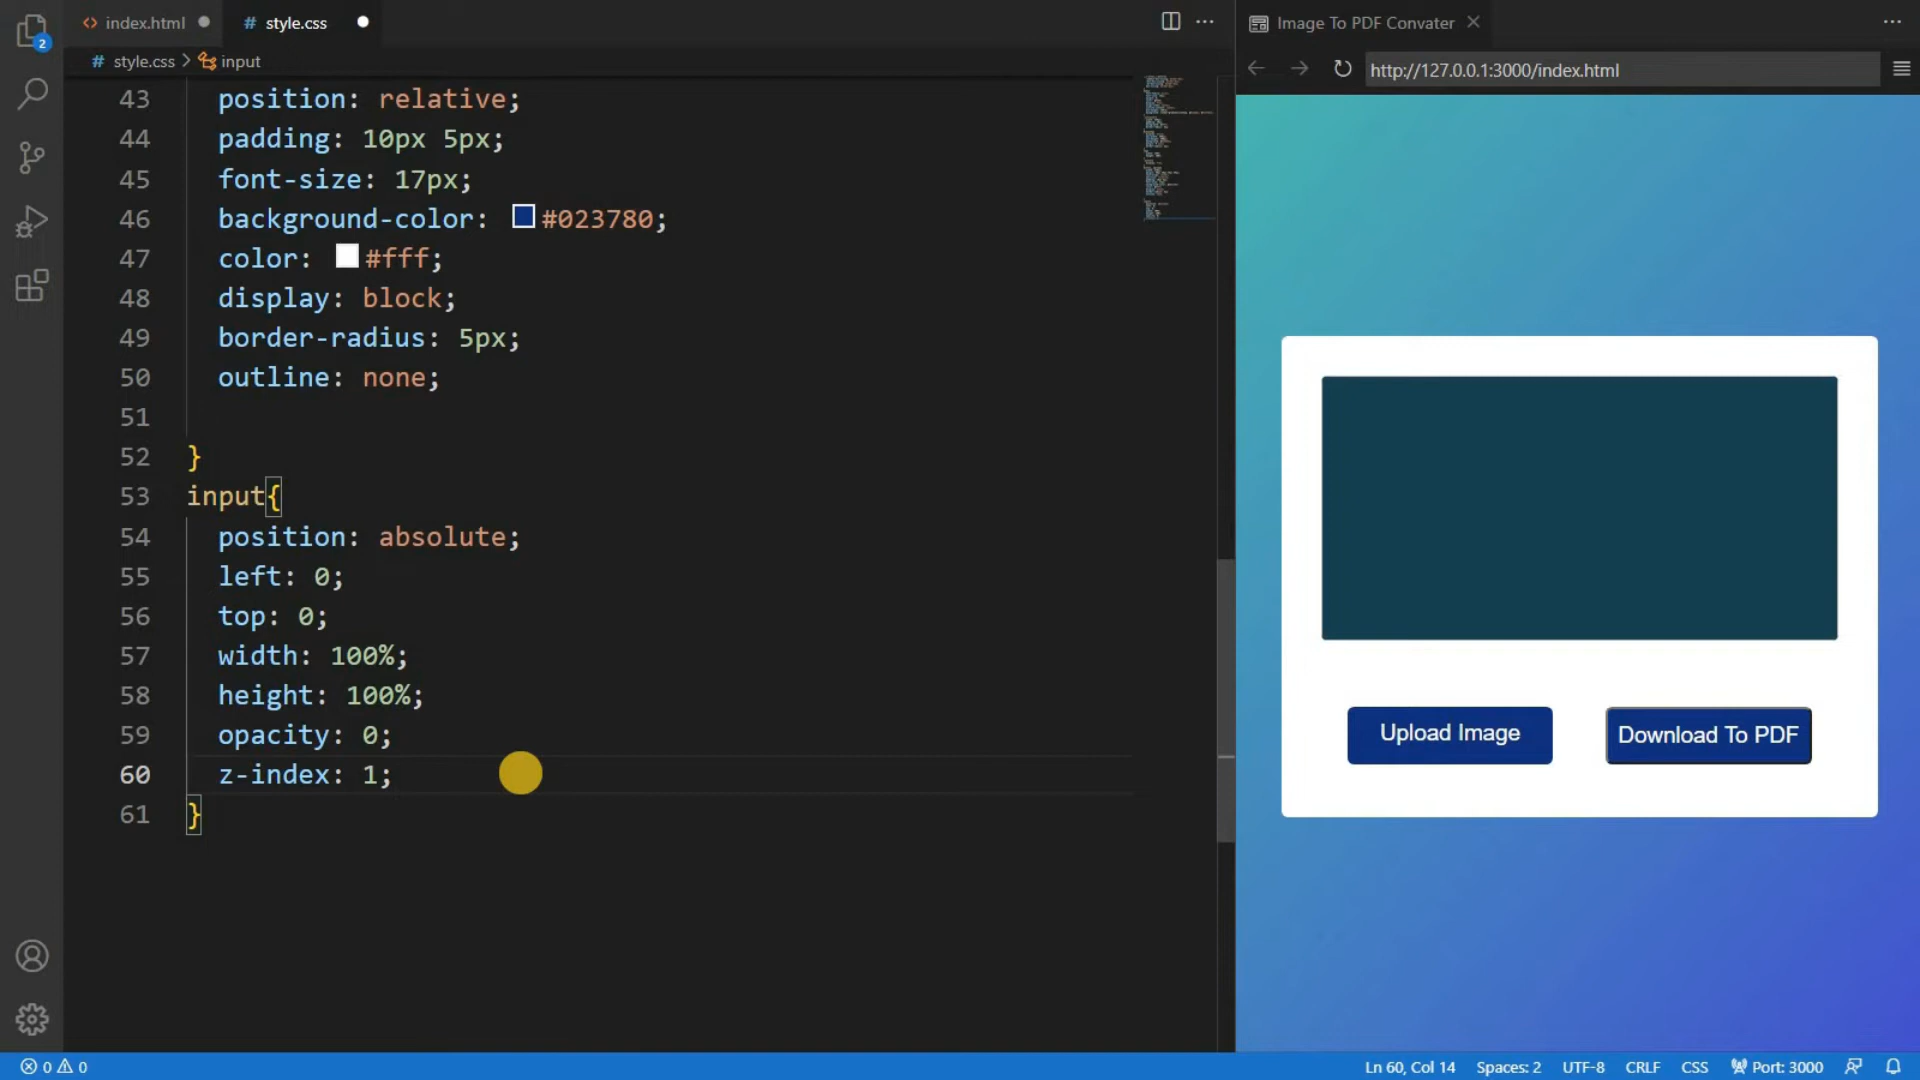 index.html
# style.css
Image To PDF Convater
# style.css > input
http://127.0.0.1:3000/index.html
2
43 position: relative;
44 padding: 10px 5px;
45 font-size: 17px;
46 background-color: #023780;
47 color: #fff;
48 display: block;
49 border-radius: 5px;
50 outline: none;
51
52 }
53 input{
54 position: absolute;
55 left: 0;
56 top: 0;
57 width: 100%;
58 height: 100%;
59 opacity: 0;
60 z-index: 1;
61 }
Upload Image
Download To PDF
0 0
Ln 60, Col 14 Spaces: 2 UTF-8 CRLF CSS Port: 3000